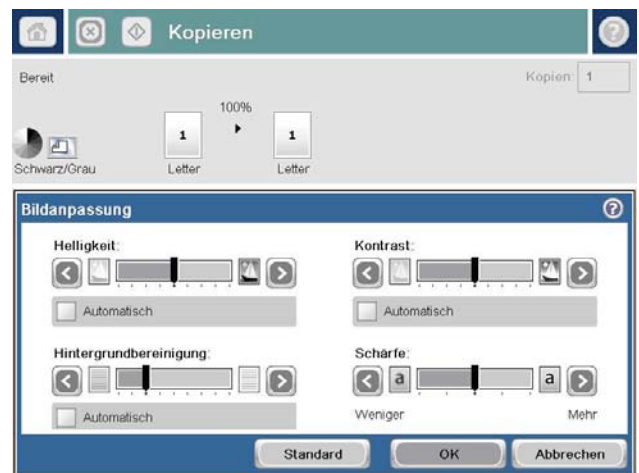 Kopieren
?
Bereit
Kopien: 1
100%
1 1
Schwarz/Grau Letter Letter
Bildanpassung ?
Helligkeit: Kontrast:
Automatisch Automatisch
Hintergrundbereinigung: Schärfe:
a a
Weniger Mehr
Automatisch
Standard OK Abbrechen